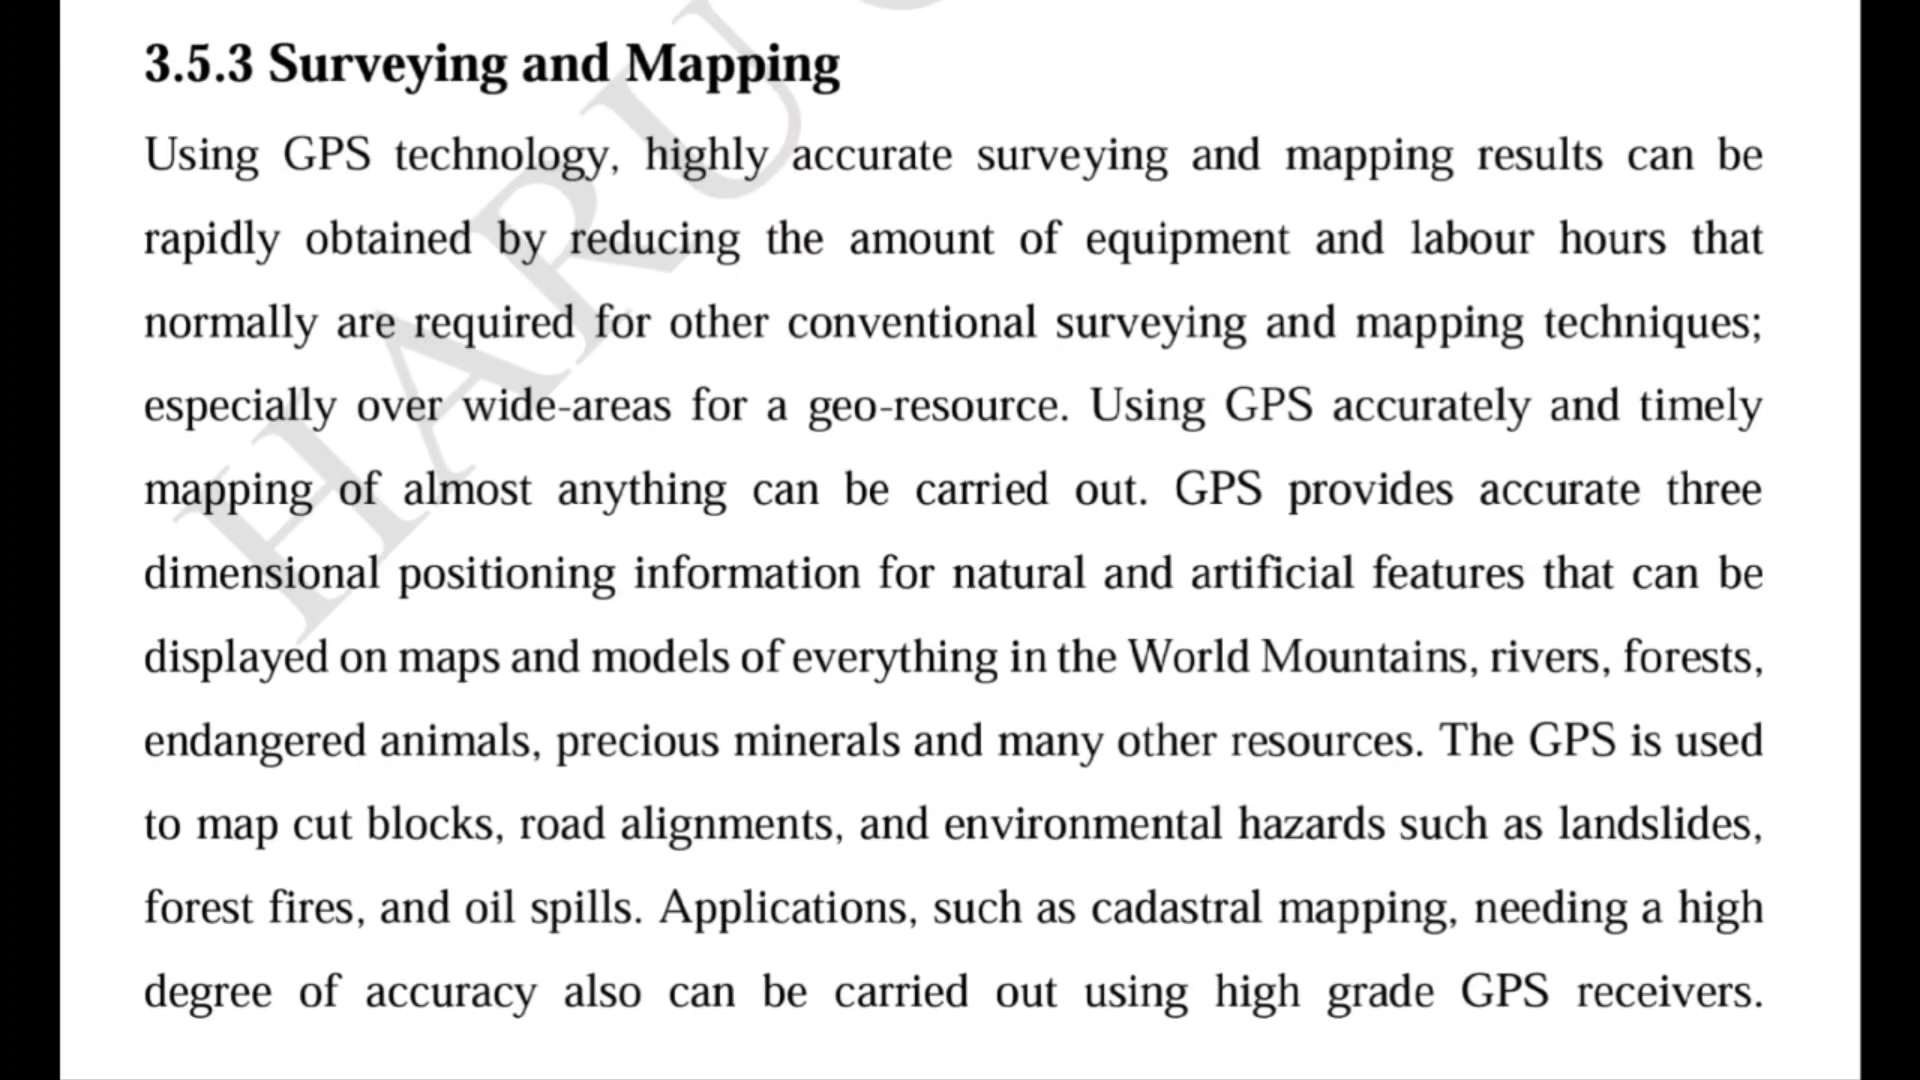 3.5.3 Surveying and Mapping
Using GPS technology, highly accurate surveying and mapping results can be
rapidly obtained by reducing the amount of equipment and labour hours that
normally are required for other conventional surveying and mapping techniques;
especially over wide-areas for a geo-resource. Using GPS accurately and timely
mapping of almost anything can be carried out. GPS provides accurate three
dimensional positioning information for natural and artificial features that can be
displayed on maps and models of everything in the World Mountains, rivers, forests,
endangered animals, precious minerals and many other resources. The GPS is used
to map cut blocks, road alignments, and environmental hazards such as landslides,
forest fires, and oil spills. Applications, such as cadastral mapping, needing a high
degree of accuracy also can be carried out using high grade GPS receivers.
HARU